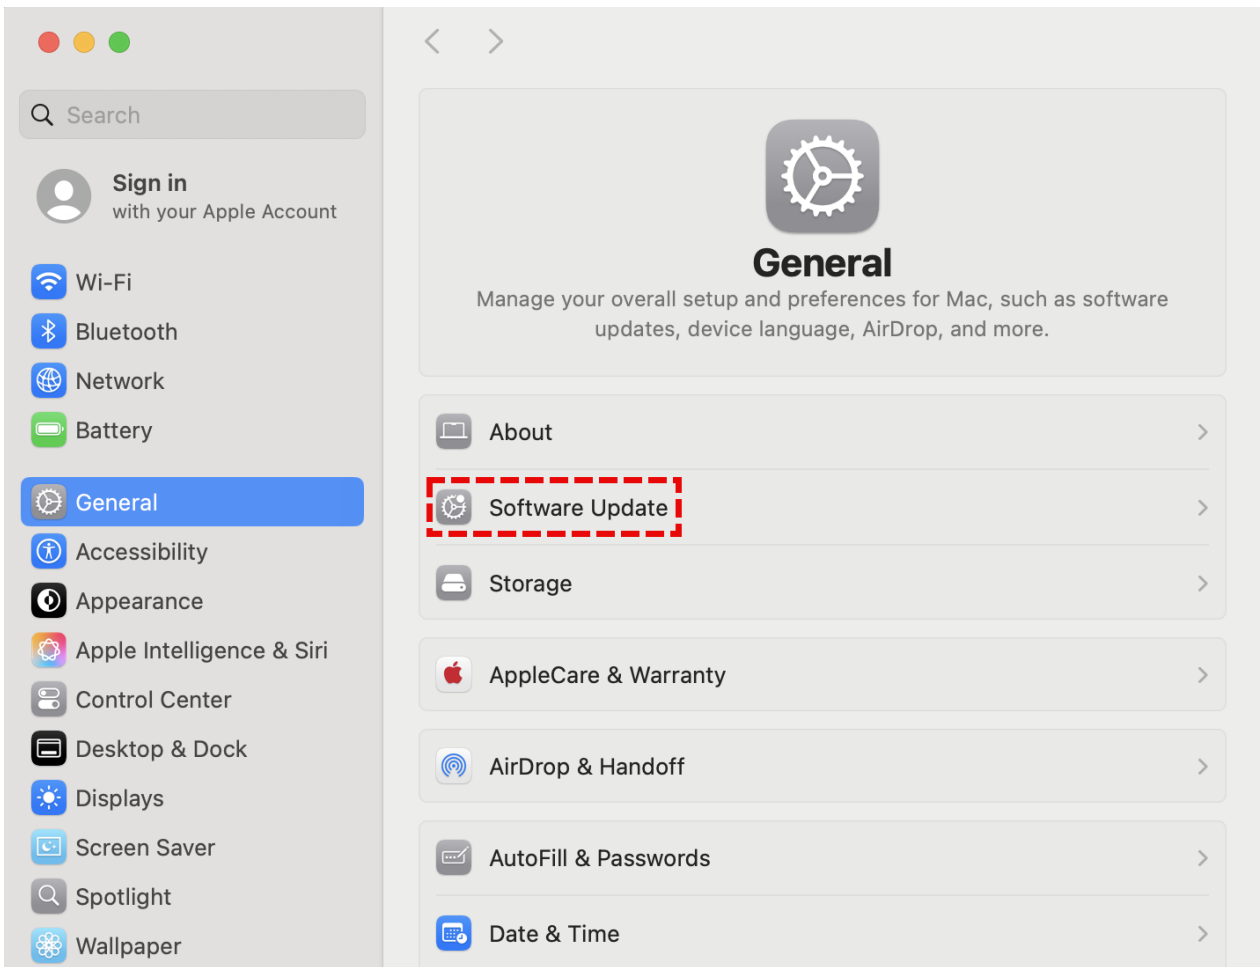 Search
Sign in
with your Apple Account
Wi-Fi
Bluetooth
Network
Battery
General
Accessibility
Appearance
Apple Intelligence & Siri
Control Center
Desktop & Dock
Displays
Screen Saver
Spotlight
Wallpaper
General
Manage your overall setup and preferences for Mac, such as software
updates, device language, AirDrop, and more.
About
Software Update
Storage
AppleCare & Warranty
AirDrop & Handoff
AutoFill & Passwords
Date & Time